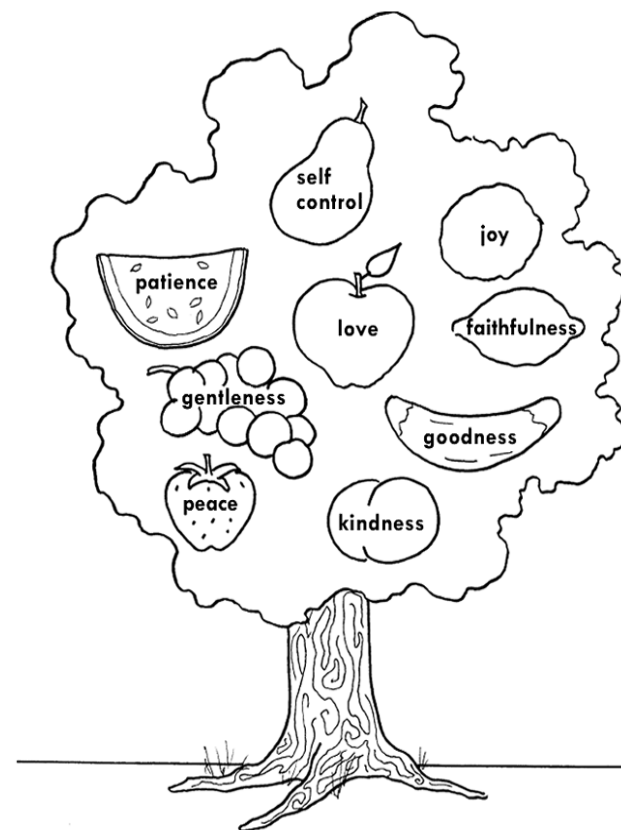 self
control
joy
patience
love
faithfulness
gentleness
goodness
peace
kindness